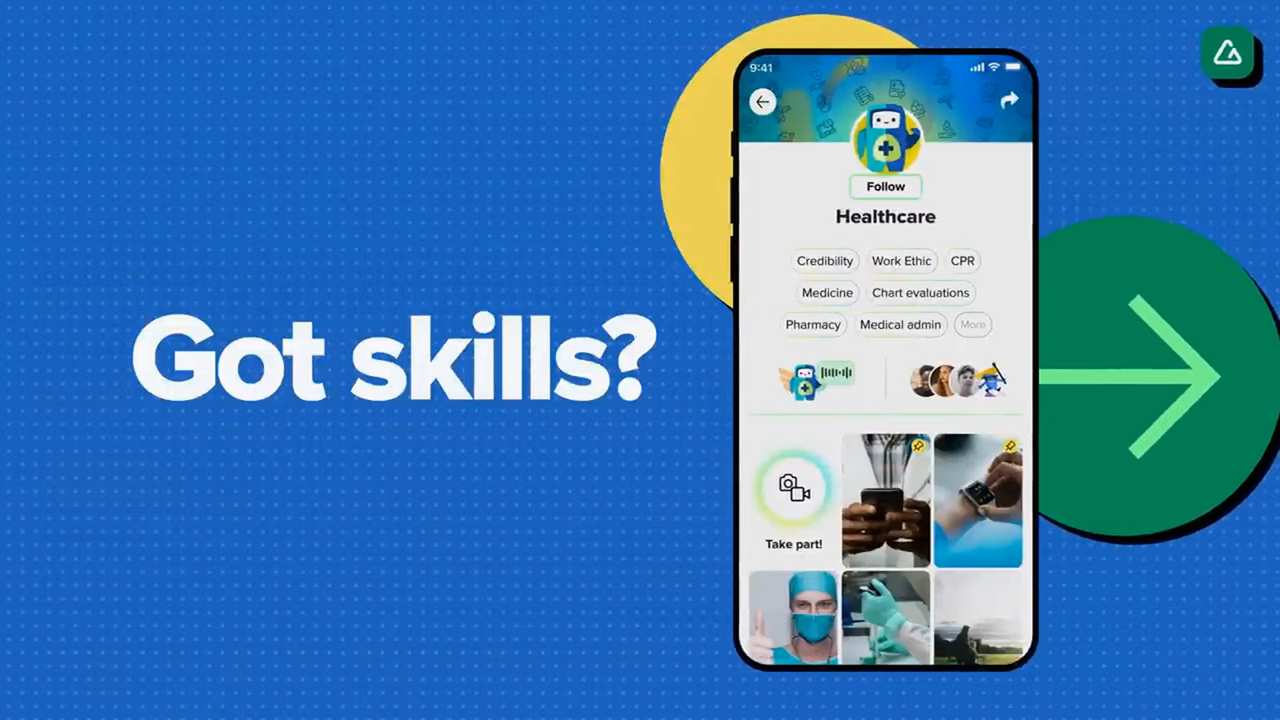 Got skills?
9:41
Follow
Healthcare
Credibility
Work Ethic
CPR
Medicine
Chart evaluations
Pharmacy
Medical admin
More
Take part!